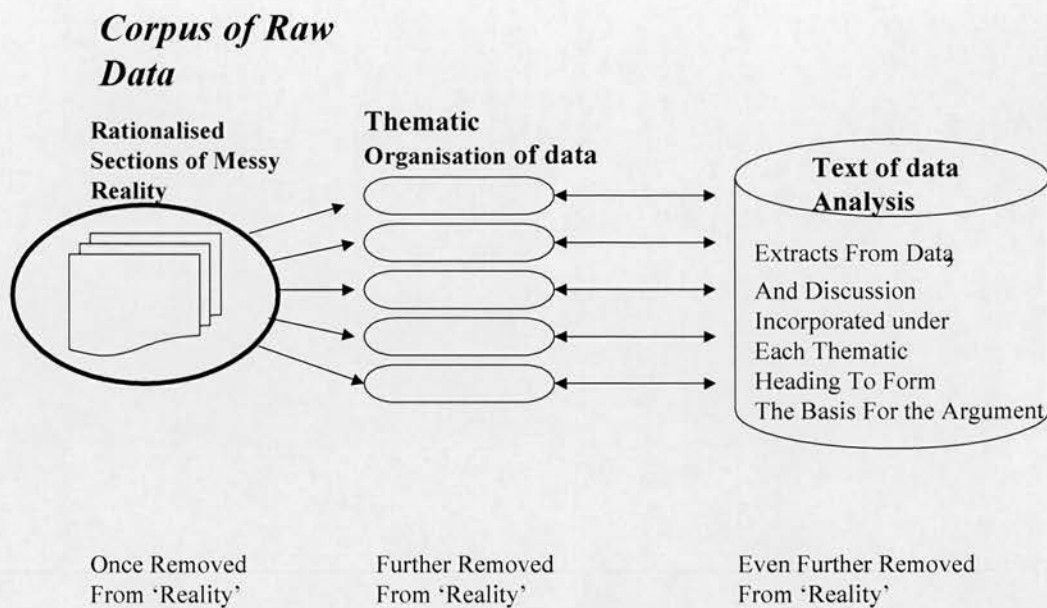 Corpus of Raw
Data
Rationalised
Sections of Messy
Reality
Thematic
Organisation of data
Text of data
Analysis
Extracts From Data,
And Discussion
Incorporated under
Each Thematic
Heading To Form
The Basis For the Argument
Once Removed
From ‘Reality’
Further Removed
From ‘Reality’
Even Further Removed
From ‘Reality’